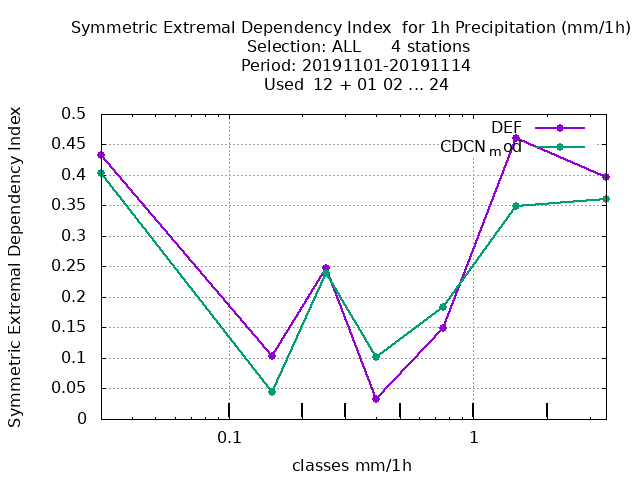 Symmetric Extremal Dependency Index  for 1h Precipitation (mm/1h)
Selection: ALL      4 stations
Period: 20191101-20191114
Used  12 + 01 02 ... 24
Symmetric Extremal Dependency Index
0.5
0.45
0.4
0.35
0.3
0.25
0.2
0.15
0.1
0.05
0
DEF
CDCNmod
0.1 1
classes mm/1h